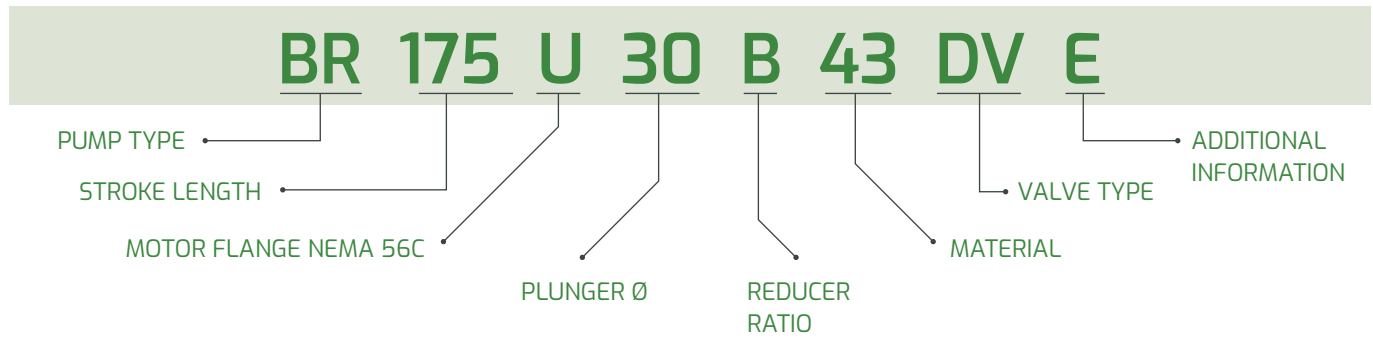 BR 175 U 30 B 43 DV E
PUMP TYPE
ADDITIONAL
INFORMATION
STROKE LENGTH
VALVE TYPE
MOTOR FLANGE NEMA 56C
MATERIAL
PLUNGER Ø
REDUCER
RATIO